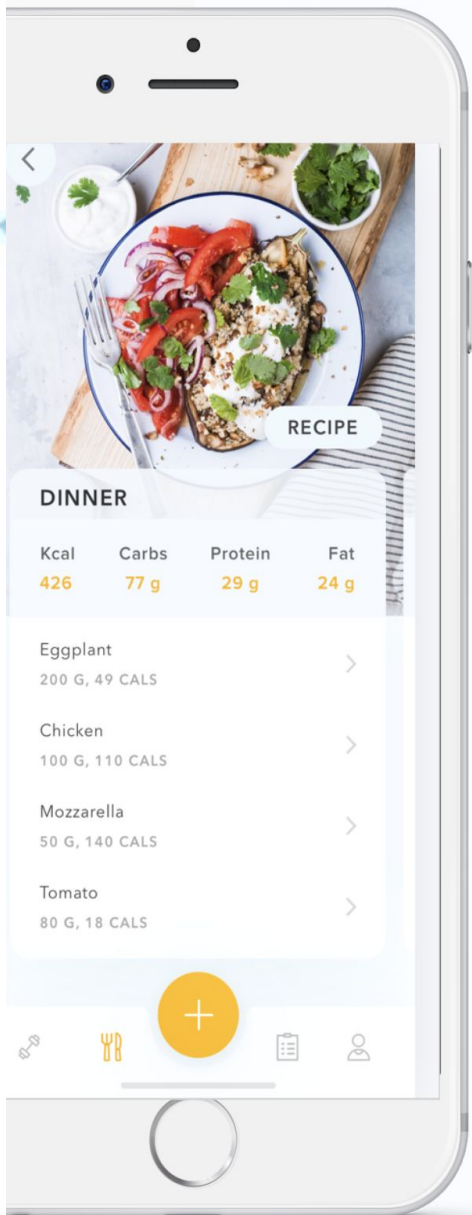 RECIPE
DINNER
Kcal Carbs Protein Fat
426 77 g 29 g 24 g
Eggplant
200 G, 49 CALS
Chicken
100 G, 110 CALS
Mozzarella
50 G, 140 CALS
Tomato
80 G, 18 CALS